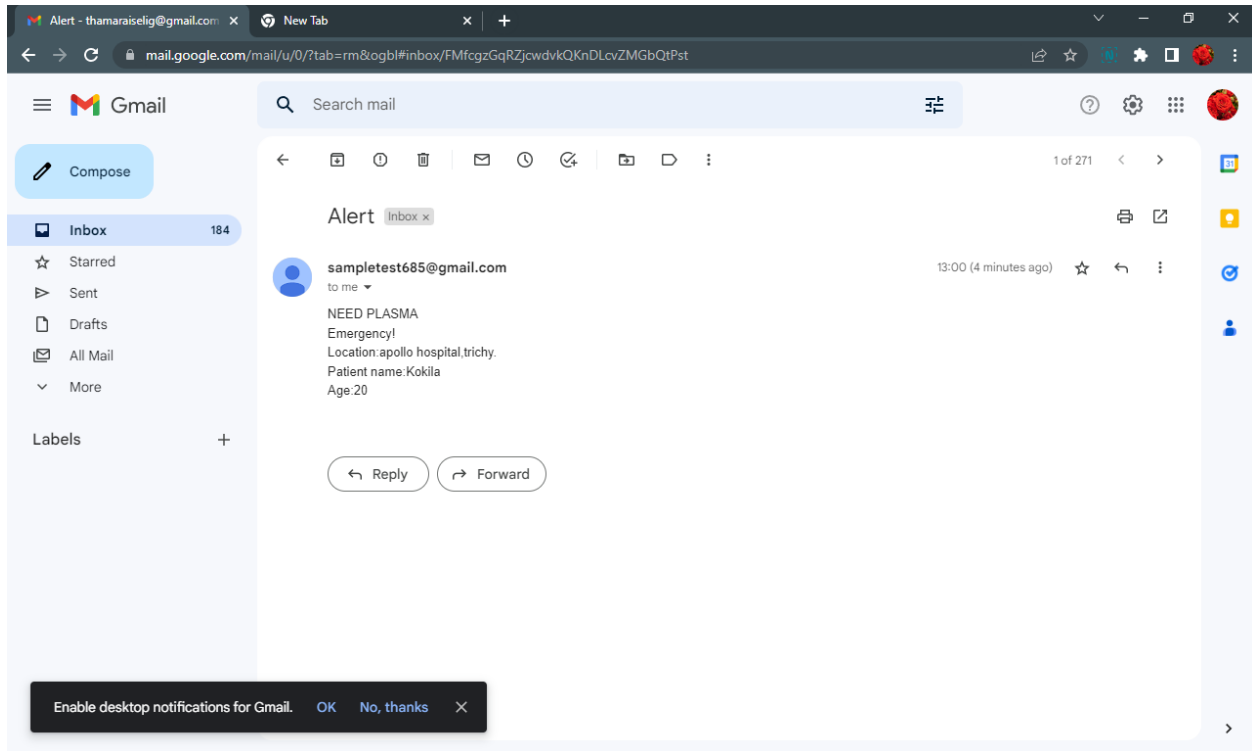 Alert - thamaraiselig@gmail.com
New Tab
mail.google.com/mail/u/0/?tab=rm&ogbl#inbox/FMfcgzGqRZjcwdvkQKnDLcvZMGbQtPst
Gmail
Search mail
Compose
1 of 271
Alert Inbox ×
Inbox 184
Starred
Sent
Drafts
All Mail
More
Labels
sampletest685@gmail.com
13:00 (4 minutes ago)
to me
NEED PLASMA
Emergency!
Location:apollo hospital,trichy.
Patient name:Kokila
Age:20
Reply
Forward
31
Enable desktop notifications for Gmail. OK No, thanks